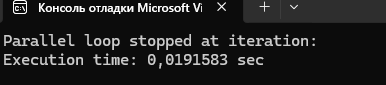 Консоль отладки Microsoft Vi
Parallel loop stopped at iteration:
Execution time: 0,0191583 sec